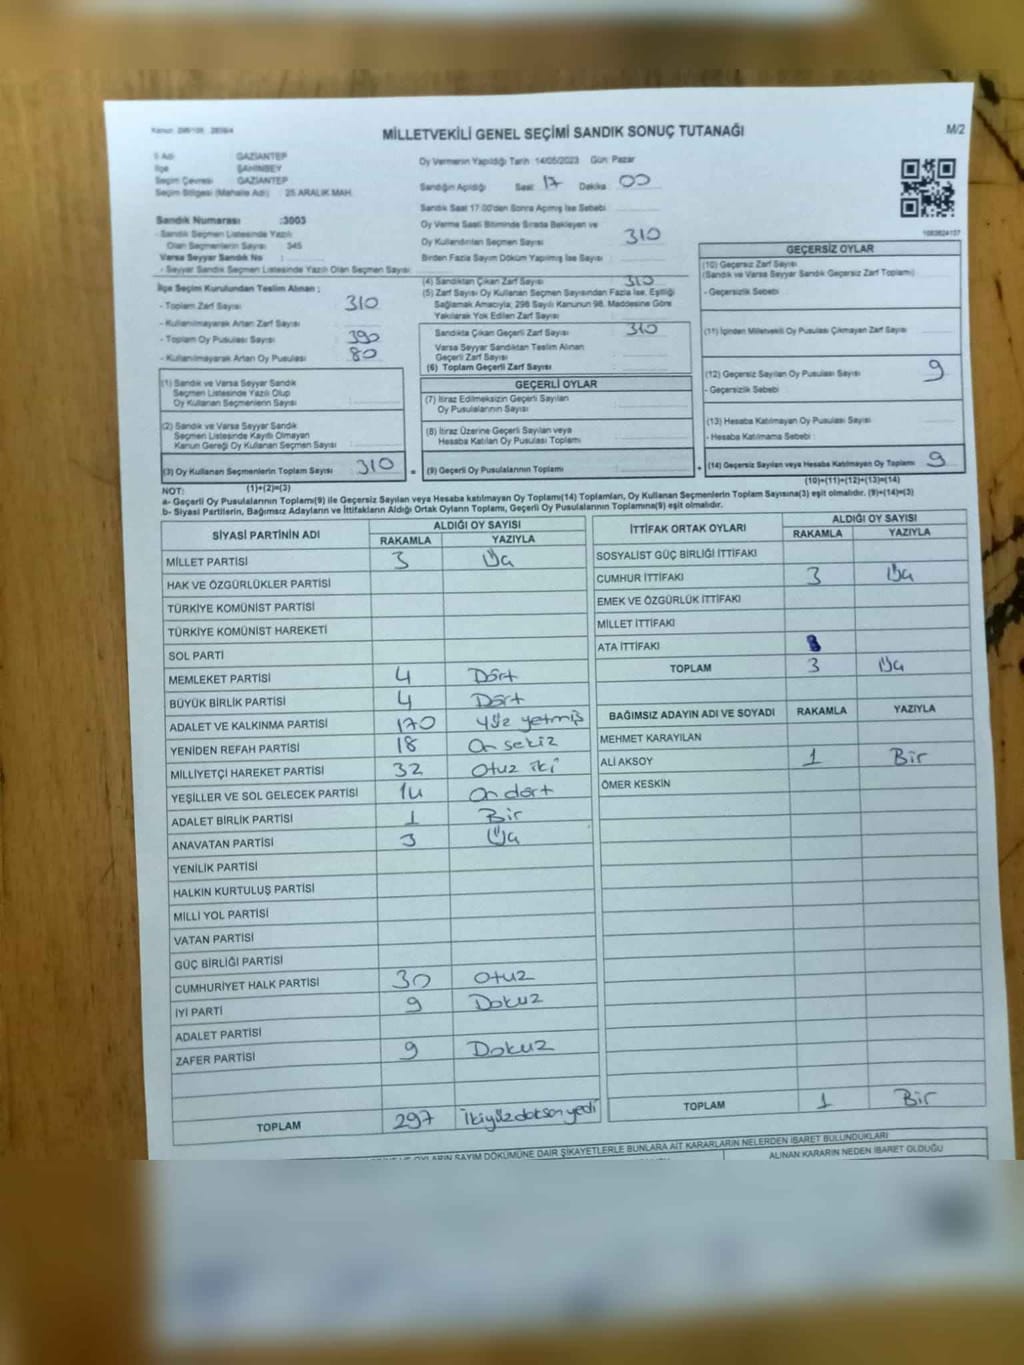 MİLLETVEKİLİ GENEL SEÇİMİ SANDIK SONUÇ TUTANAĞI
M/2
İl Adı GAZİANTEP
İlçe ŞAHİNBEY
Seçim Çevresi GAZİANTEP
Seçim Bölgesi (Mahalle Adı) : 25 ARALIK MAH.
Sandık Numarası :3003
- Sandık Seçmen Listesinde Yazılı
Olan Seçmenlerin Sayısı : 345
Varsa Seyyar Sandık No
- Seyyar Sandık Seçmen Listesinde Yazılı Olan Seçmen Sayısı :
Oy Vermenin Yapıldığı Tarih 14/05/2023 Gün Pazar
Sandığın Açıldığı Saat 17 Dakika 00
Sandık Saat 17.00'den Sonra Açılmış İse Sebebi :
Oy Verme Saati Bitiminde Sırada Bekleyen ve
Oy Kullandırılan Seçmen Sayısı 310
Birden Fazla Sayım Döküm Yapılmış İse Sayısı :
İlçe Seçim Kurulundan Teslim Alınan ;
- Toplam Zarf Sayısı 310
- Kullanılmayarak Artan Zarf Sayısı :
- Toplam Oy Pusulası Sayısı 390
- Kullanılmayarak Artan Oy Pusulası 80
(1) Sandık ve Varsa Seyyar Sandık
Seçmen Listesinde Yazılı Olup
Oy Kullanan Seçmenlerin Sayısı :
(2) Sandık ve Varsa Seyyar Sandık
Seçmen Listesinde Kayıtlı Olmayan
Kanun Gereği Oy Kullanan Seçmen Sayısı :
(3) Oy Kullanan Seçmenlerin Toplam Sayısı 310
(1)+(2)=(3)
(4) Sandıktan Çıkan Zarf Sayısı 310
(5) Zarf Sayısı Oy Kullanan Seçmen Sayısından Fazla İse, Eşitliği
Sağlamak Amacıyla, 298 Sayılı Kanunun 98. Maddesine Göre
Yakılarak Yok Edilen Zarf Sayısı :
Sandıkta Çıkan Geçerli Zarf Sayısı 310
Varsa Seyyar Sandıktan Teslim Alınan
Geçerli Zarf Sayısı
(6) Toplam Geçerli Zarf Sayısı :
GEÇERLİ OYLAR
(7) İtiraz Edilmeksizin Geçerli Sayılan
Oy Pusulalarının Sayısı :
(8) İtiraz Üzerine Geçerli Sayılan veya
Hesaba Katılan Oy Pusulası Toplamı :
= (9) Geçerli Oy Pusulalarının Toplamı :
GEÇERSİZ OYLAR
(10) Geçersiz Zarf Sayısı
(Sandık ve Varsa Seyyar Sandık Geçersiz Zarf Toplamı)
- Geçersizlik Sebebi
(11) İçinden Milletvekili Oy Pusulası Çıkmayan Zarf Sayısı :
(12) Geçersiz Sayılan Oy Pusulası Sayısı 9
- Geçersizlik Sebebi
(13) Hesaba Katılmayan Oy Pusulası Sayısı
- Hesaba Katılmama Sebebi :
+ (14) Geçersiz Sayılan veya Hesaba Katılmayan Oy Toplamı 9
(10)+(11)+(12)+(13)=(14)
NOT:
a- Geçerli Oy Pusulalarının Toplamı(9) ile Geçersiz Sayılan veya Hesaba katılmayan Oy Toplamı(14) Toplamları, Oy Kullanan Seçmenlerin Toplam Sayısına(3) eşit olmalıdır. (9)+(14)=(3)
b- Siyasi Partilerin, Bağımsız Adayların ve İttifakların Aldığı Ortak Oyların Toplamı, Geçerli Oy Pusulalarının Toplamına(9) eşit olmalıdır.
SİYASİ PARTİNİN ADI ALDIĞI OY SAYISI
RAKAMLA YAZIYLA
MİLLET PARTİSİ 3 Üç
HAK VE ÖZGÜRLÜKLER PARTİSİ
TÜRKİYE KOMÜNİST PARTİSİ
TÜRKİYE KOMÜNİST HAREKETİ
SOL PARTİ
MEMLEKET PARTİSİ 4 Dört
BÜYÜK BİRLİK PARTİSİ 4 Dört
ADALET VE KALKINMA PARTİSİ 170 Yüz yetmiş
YENİDEN REFAH PARTİSİ 18 On sekiz
MİLLİYETÇİ HAREKET PARTİSİ 32 Otuz iki
YEŞİLLER VE SOL GELECEK PARTİSİ 14 On dört
ADALET BİRLİK PARTİSİ 1 Bir
ANAVATAN PARTİSİ 3 Üç
YENİLİK PARTİSİ
HALKIN KURTULUŞ PARTİSİ
MİLLİ YOL PARTİSİ
VATAN PARTİSİ
GÜÇ BİRLİĞİ PARTİSİ
CUMHURİYET HALK PARTİSİ 30 Otuz
İYİ PARTİ 9 Dokuz
ADALET PARTİSİ
ZAFER PARTİSİ 9 Dokuz
TOPLAM 297 İkiyüzdoksonyedi
İTTİFAK ORTAK OYLARI ALDIĞI OY SAYISI
RAKAMLA YAZIYLA
SOSYALİST GÜÇ BİRLİĞİ İTTİFAKI
CUMHUR İTTİFAKI 3 Üç
EMEK VE ÖZGÜRLÜK İTTİFAKI
MİLLET İTTİFAKI
ATA İTTİFAKI
TOPLAM 3 Üç
BAĞIMSIZ ADAYIN ADI VE SOYADI RAKAMLA YAZIYLA
MEHMET KARAYILAN
ALİ AKSOY 1 Bir
ÖMER KESKİN
TOPLAM 1 Bir
OYLARIN SAYIM DÖKÜMÜNE DAİR ŞİKAYETLERLE BUNLARA AİT KARARLARIN NELERDEN İBARET BULUNDUKLARI
ALINAN KARARIN NEDEN İBARET OLDUĞU